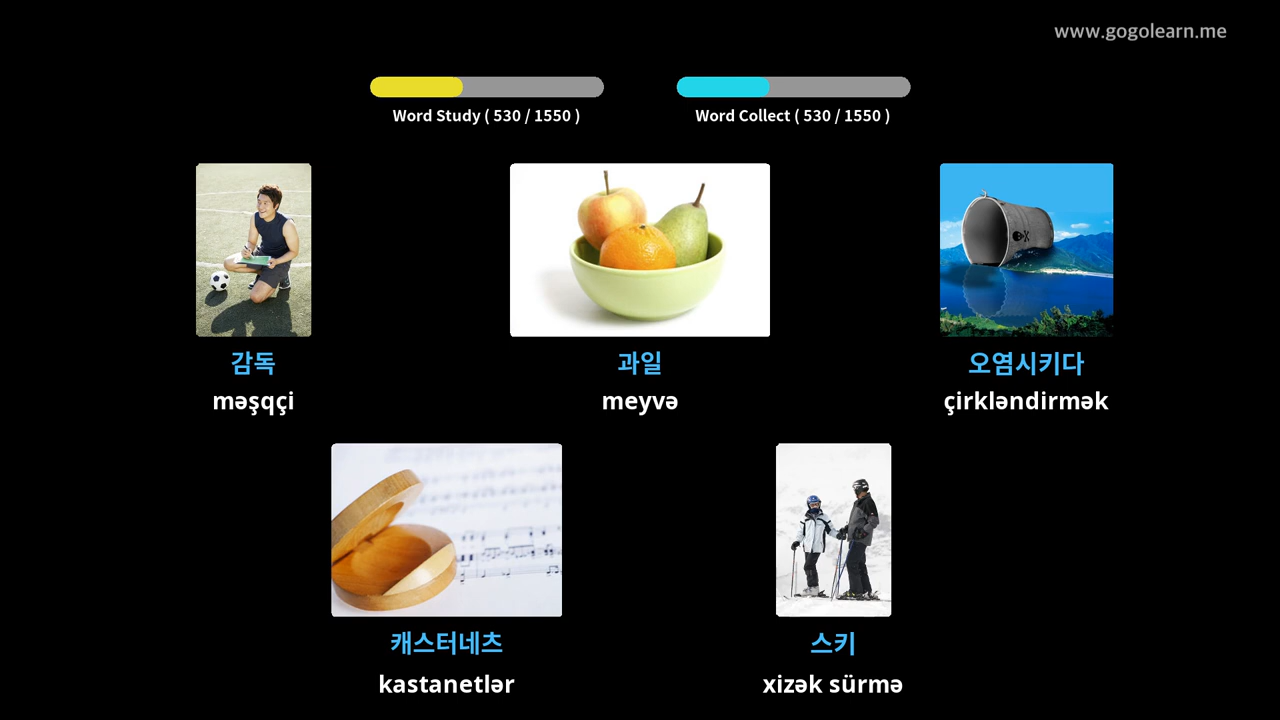 www.gogolearn.me
Word Study ( 530 / 1550 )
Word Collect ( 530 / 1550 )
감독
məşqçi
과일
meyvə
오염시키다
çirkləndirmək
캐스터네츠
kastanetlər
스키
xizək sürmə